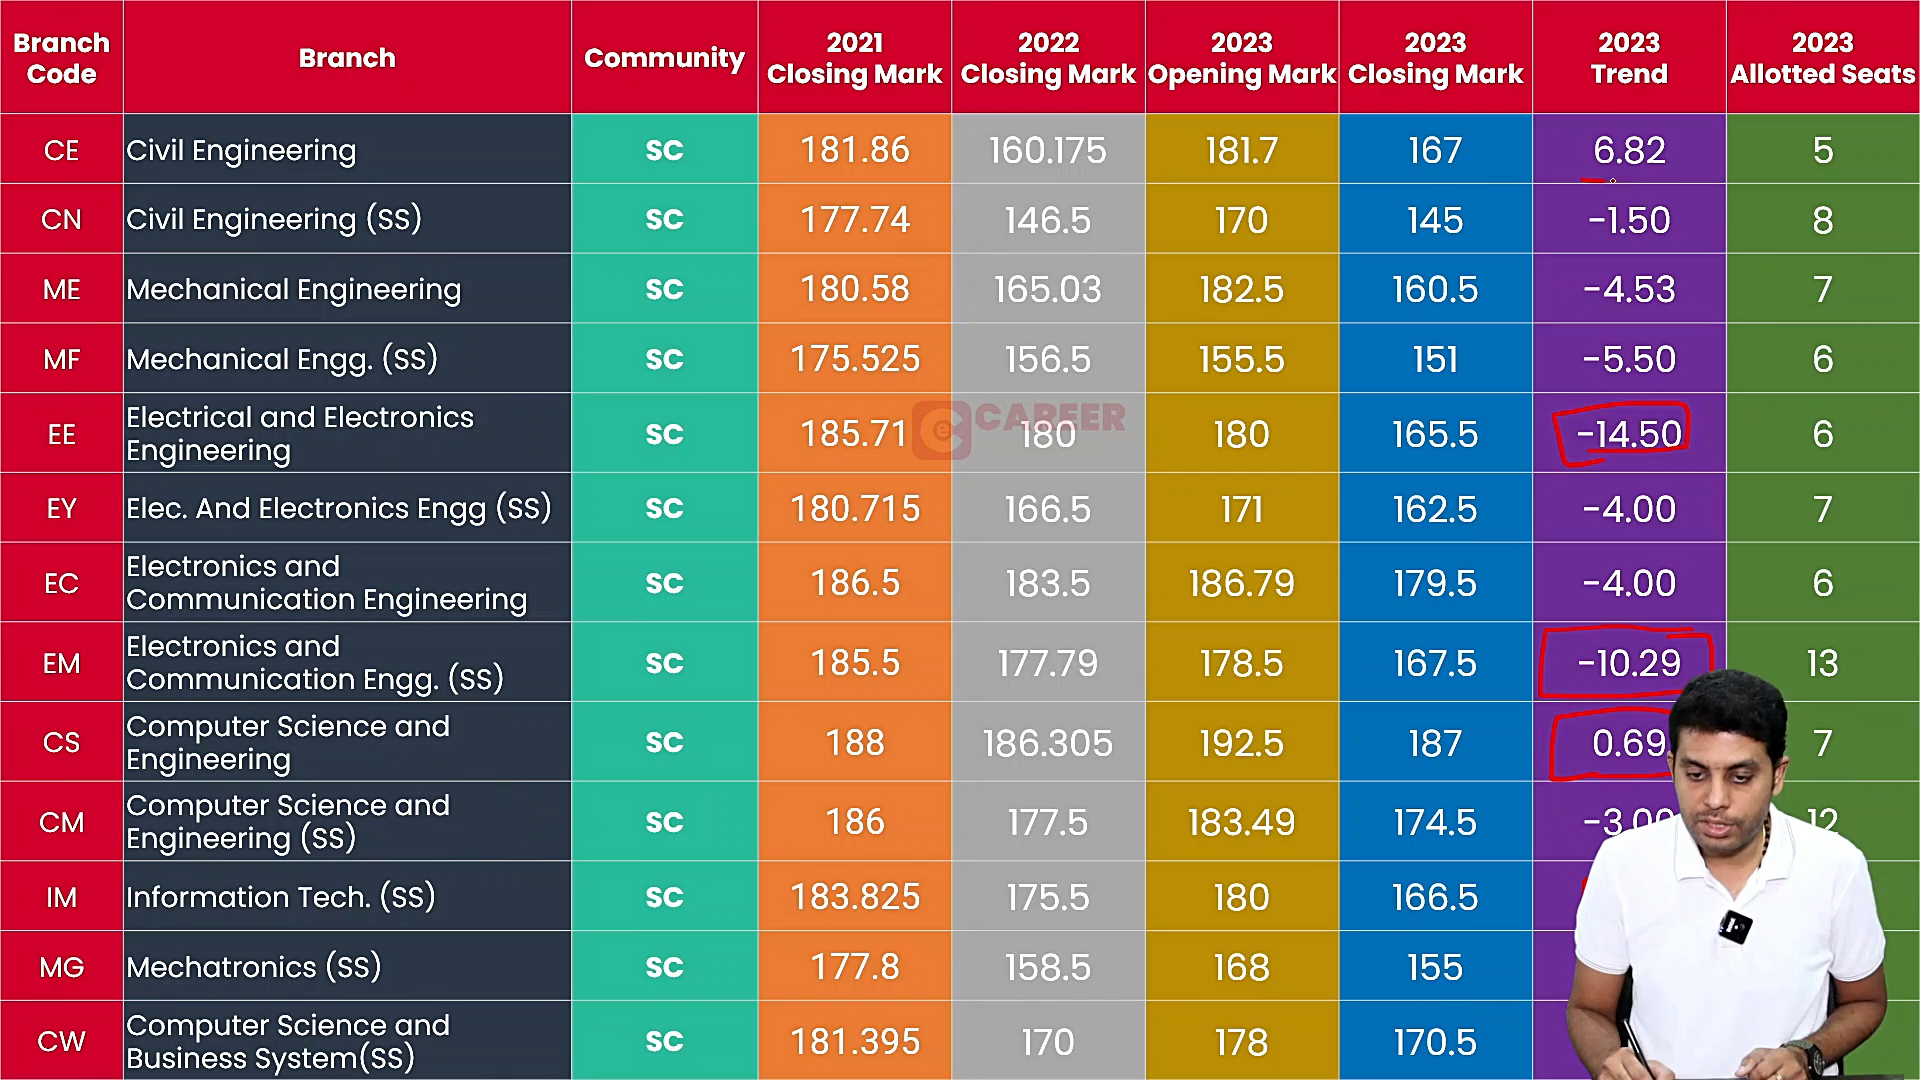 Branch Code
Branch
Community
2021 Closing Mark
2022 Closing Mark
2023 Opening Mark
2023 Closing Mark
2023 Trend
2023 Allotted Seats
CE Civil Engineering SC 181.86 160.175 181.7 167 6.82 5
CN Civil Engineering (SS) SC 177.74 146.5 170 145 -1.50 8
ME Mechanical Engineering SC 180.58 165.03 182.5 160.5 -4.53 7
MF Mechanical Engg. (SS) SC 175.525 156.5 155.5 151 -5.50 6
EE Electrical and Electronics Engineering SC 185.71 180 180 165.5 -14.50 6
CAREER
EY Elec. And Electronics Engg (SS) SC 180.715 166.5 171 162.5 -4.00 7
EC Electronics and Communication Engineering SC 186.5 183.5 186.79 179.5 -4.00 6
EM Electronics and Communication Engg. (SS) SC 185.5 177.79 178.5 167.5 -10.29 13
CS Computer Science and Engineering SC 188 186.305 192.5 187 0.69 7
CM Computer Science and Engineering (SS) SC 186 177.5 183.49 174.5 -3.00 12
IM Information Tech. (SS) SC 183.825 175.5 180 166.5
MG Mechatronics (SS) SC 177.8 158.5 168 155
CW Computer Science and Business System(SS) SC 181.395 170 178 170.5